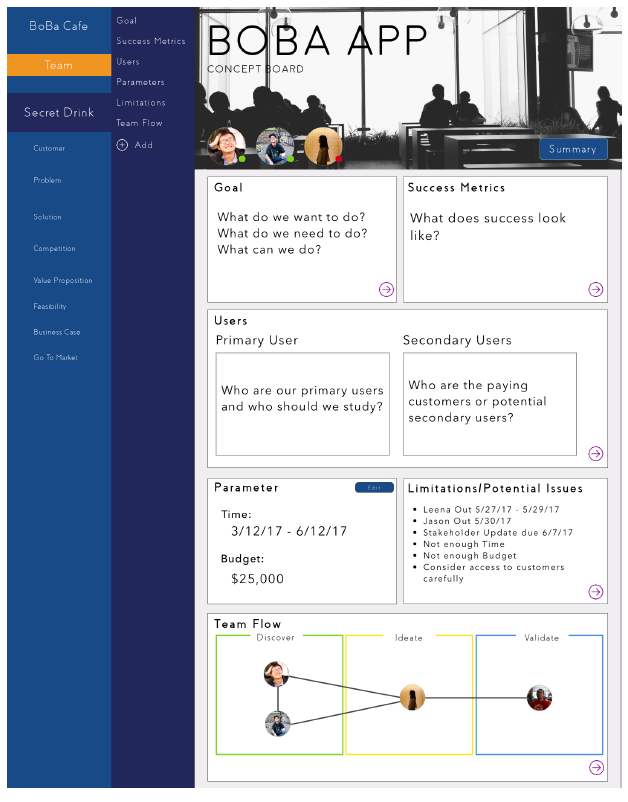 BoBa Cafe
Team
Secret Drink
Customer
Problem
Solution
Competition
Value Proposition
Feasibility
Business Case
Go To Market
Goal
Success Metrics
Users
Parameters
Limitations
Team Flow
Add
BOBA APP
CONCEPT BOARD
Summary
Goal
What do we want to do?
What do we need to do?
What can we do?
Success Metrics
What does success look
like?
Users
Primary User
Who are our primary users
and who should we study?
Secondary Users
Who are the paying
customers or potential
secondary users?
Parameter
Edit
Time:
3/12/17 - 6/12/17
Budget:
$25,000
Limitations/Potential Issues
• Leena Out 5/27/17 - 5/29/17
• Jason Out 5/30/17
• Stakeholder Update due 6/7/17
• Not enough Time
• Not enough Budget
• Consider access to customers
carefully
Team Flow
Discover
Ideate
Validate